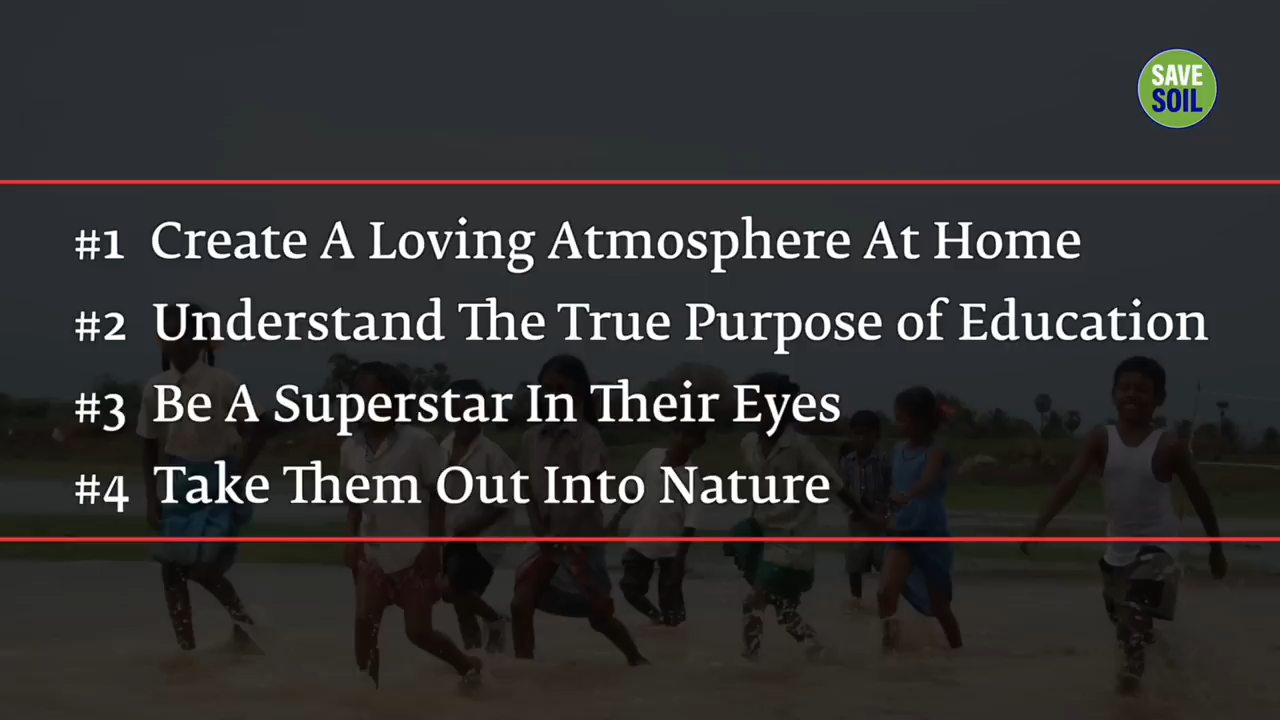 SAVE
SOIL
#1 Create A Loving Atmosphere At Home
#2 Understand The True Purpose of Education
#3 Be A Superstar In Their Eyes
#4 Take Them Out Into Nature